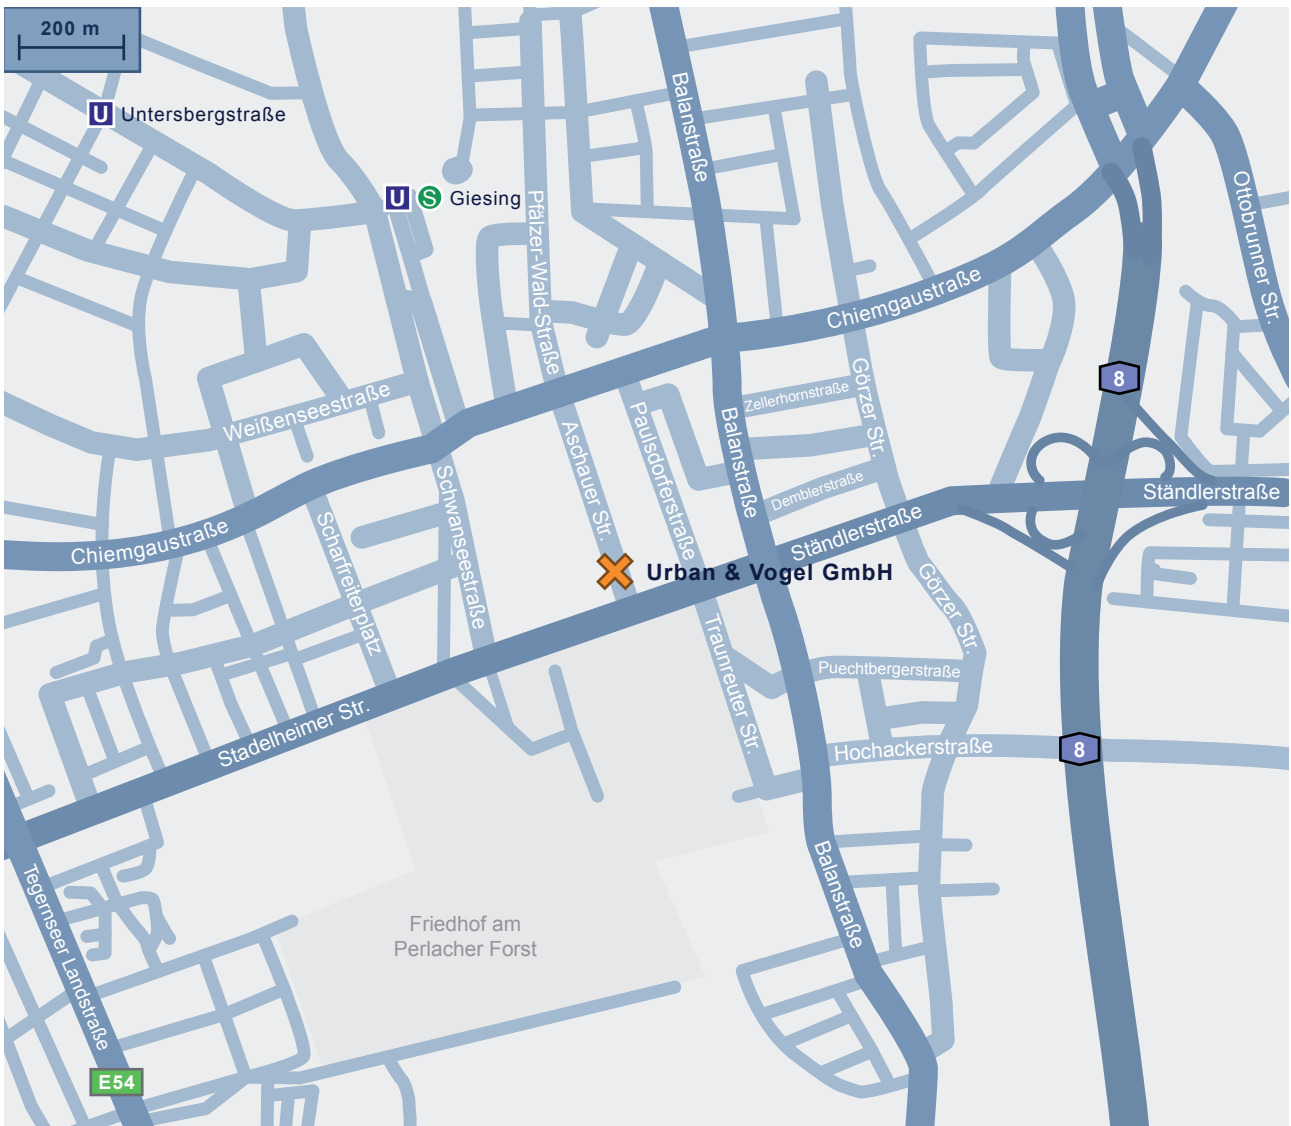 200 m
U Untersbergstraße
U S Giesing
Balanstraße
Pfälzer-Wald-Straße
Ottobrunner Str.
Chiemgaustraße
8
Görzer Str.
Zellerhornstraße
Weißenseestraße
Balanstraße
Paulsdorferstraße
Aschauer Str.
Demblerstraße
Ständlerstraße
Schwanseestraße
Scharfreiterplatz
Chiemgaustraße
Ständlerstraße
Urban & Vogel GmbH
Görzer Str.
Traunreuter Str.
Puechtbergerstraße
Stadelheimer Str.
Hochackerstraße
8
Balanstraße
Tegernseer Landstraße
Friedhof am
Perlacher Forst
E54